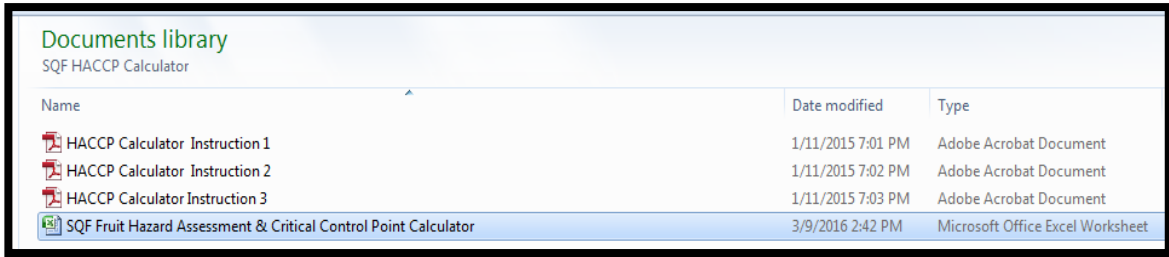 Documents library
SQF HACCP Calculator
Name Date modified Type
HACCP Calculator Instruction 1 1/11/2015 7:01 PM Adobe Acrobat Document
HACCP Calculator Instruction 2 1/11/2015 7:02 PM Adobe Acrobat Document
HACCP Calculator Instruction 3 1/11/2015 7:03 PM Adobe Acrobat Document
SQF Fruit Hazard Assessment & Critical Control Point Calculator 3/9/2016 2:42 PM Microsoft Office Excel Worksheet